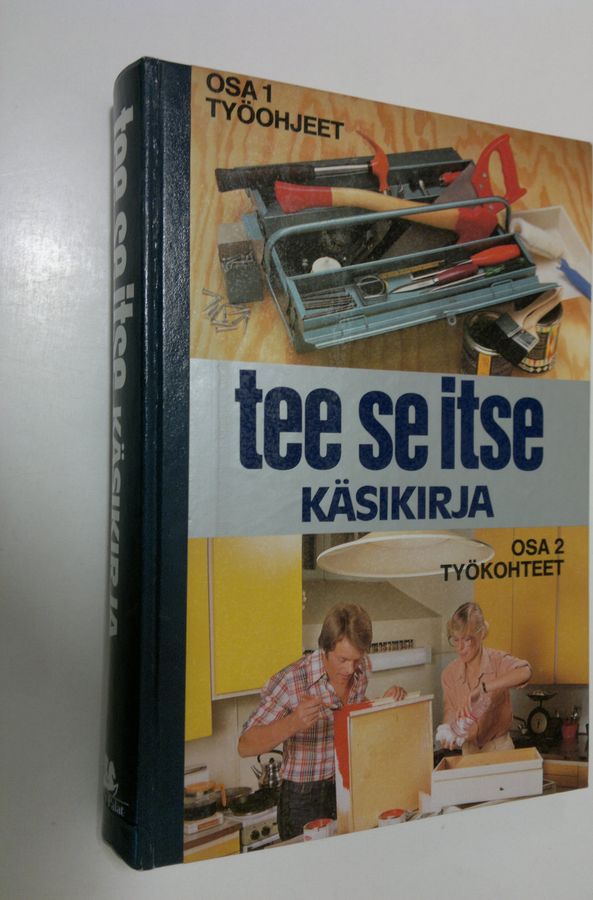 OSA 1
TYÖOHJEET
tee se itse
KÄSIKIRJA
OSA 2
TYÖKOHTEET
tee se itse KÄSIKIRJA